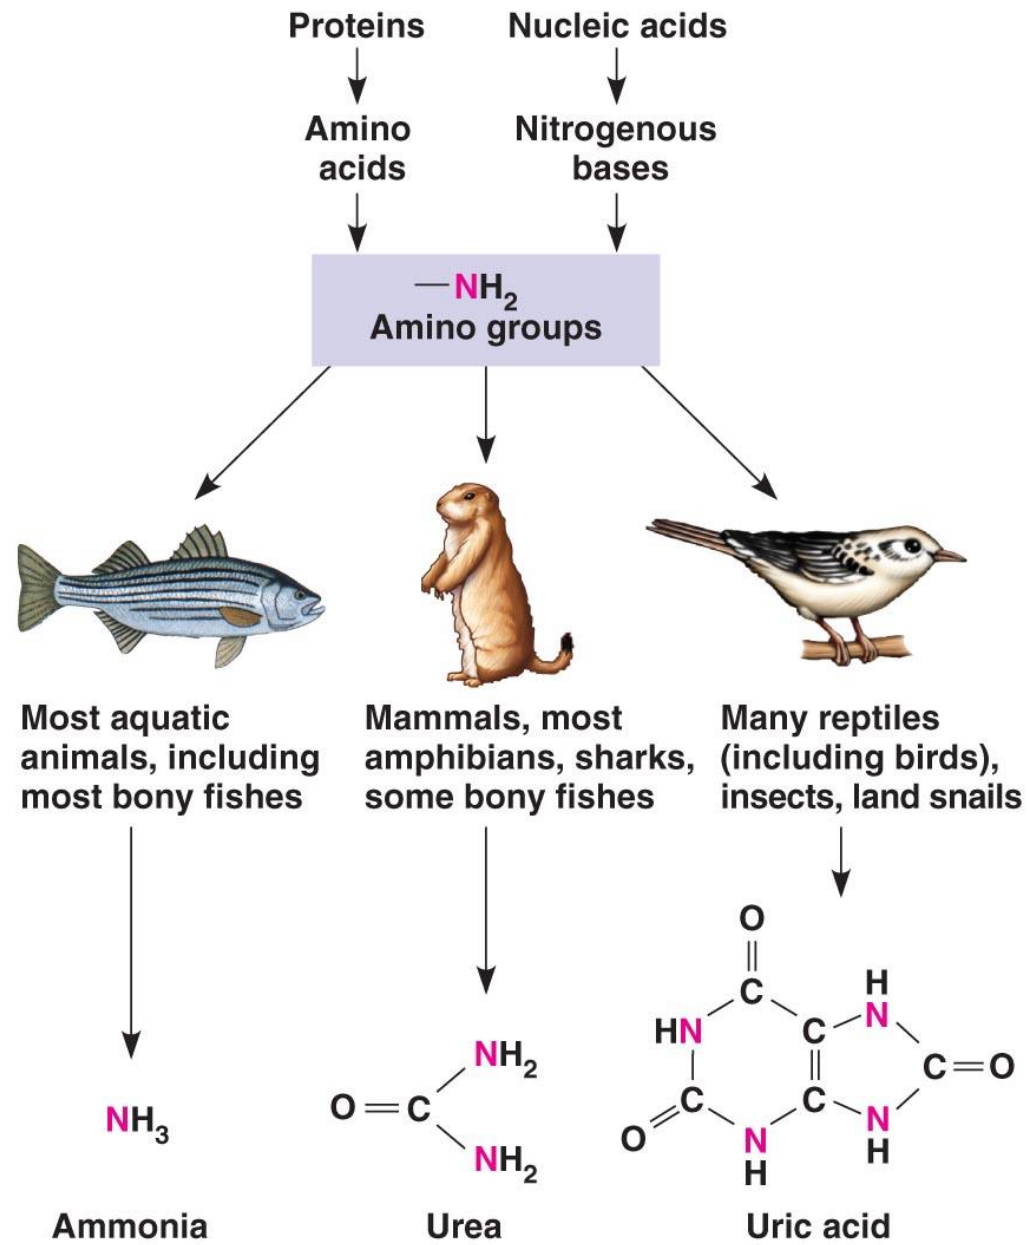 Proteins
Nucleic acids
Amino
acids
Nitrogenous
bases
—NH₂
Amino groups
Most aquatic
animals, including
most bony fishes
Mammals, most
amphibians, sharks,
some bony fishes
Many reptiles
(including birds),
insects, land snails
NH₃
O=C
NH₂
NH₂
O
C
HN
C
H
N
C=O
C
O
C
N
H
N
H
Ammonia
Urea
Uric acid